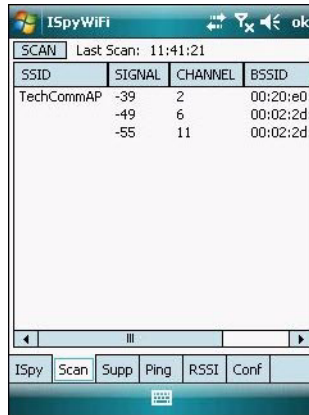 ISpyWiFi ok
SCAN Last Scan: 11:41:21
SSID SIGNAL CHANNEL BSSID
TechCommAP -39 2 00:20:e0
-49 6 00:02:2d
-55 11 00:02:2d
ISpy Scan Supp Ping RSSI Conf